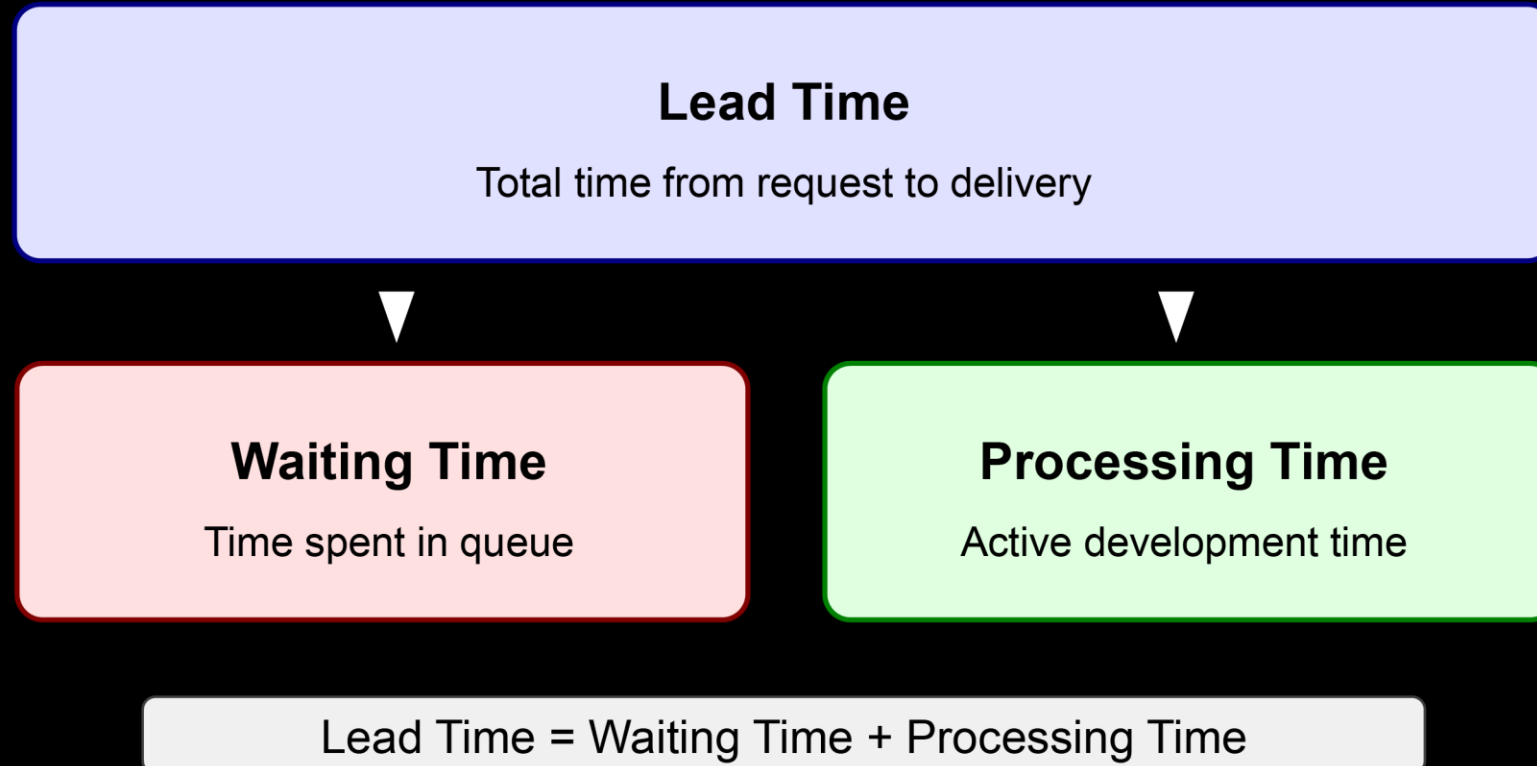 Lead Time
Total time from request to delivery
Waiting Time
Time spent in queue
Processing Time
Active development time
Lead Time = Waiting Time + Processing Time